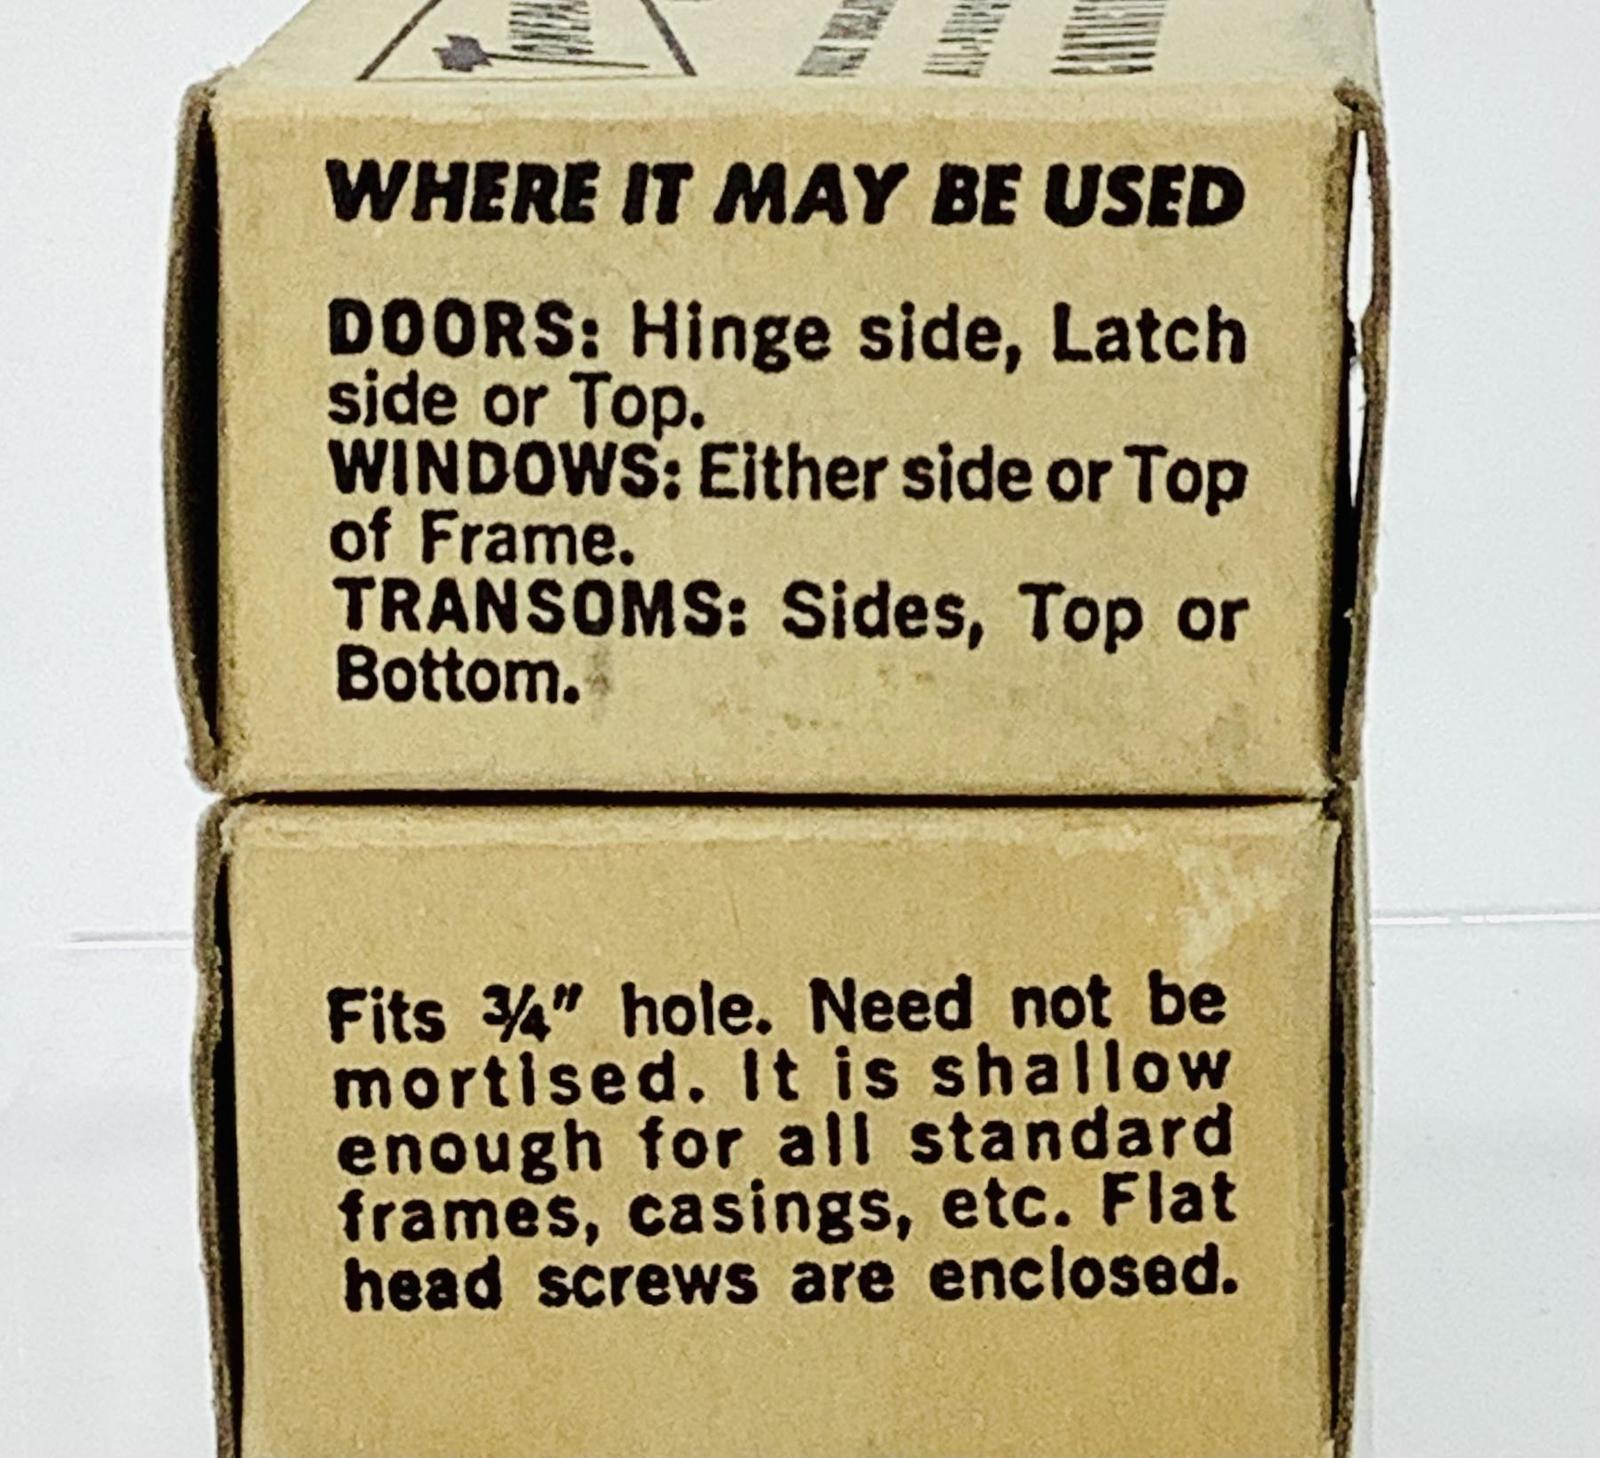 WHERE IT MAY BE USED
DOORS: Hinge side, Latch
side or Top.
WINDOWS: Either side or Top
of Frame.
TRANSOMS: Sides, Top or
Bottom.
Fits ¾" hole. Need not be
mortised. It is shallow
enough for all standard
frames, casings, etc. Flat
head screws are enclosed.